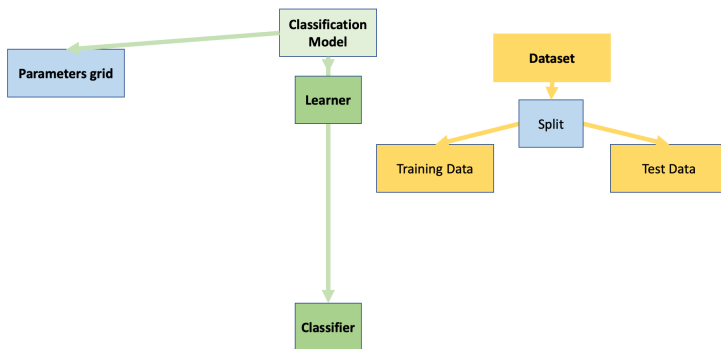 Classification
Model
Parameters grid
Learner
Dataset
Split
Training Data
Test Data
Classifier